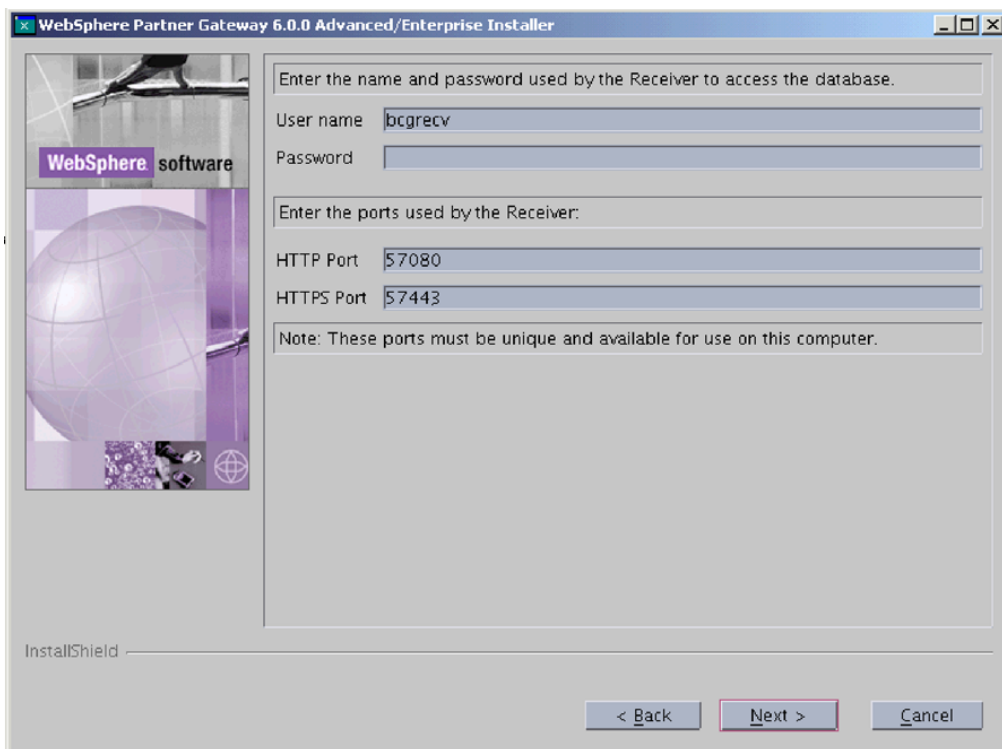 WebSphere Partner Gateway 6.0.0 Advanced/Enterprise Installer
WebSphere software
Enter the name and password used by the Receiver to access the database.
User name bcgrecv
Password
Enter the ports used by the Receiver:
HTTP Port 57080
HTTPS Port 57443
Note: These ports must be unique and available for use on this computer.
InstallShield
< Back Next > Cancel